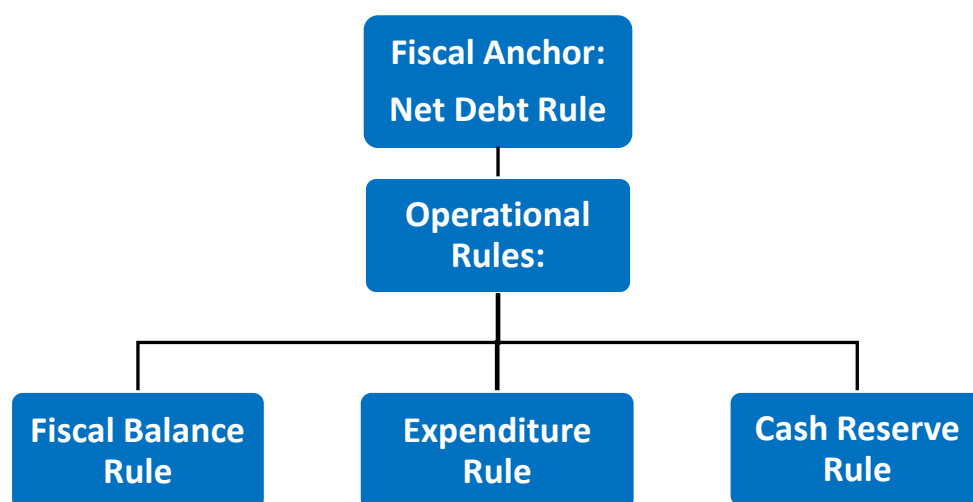 Fiscal Anchor:
Net Debt Rule
Operational
Rules:
Fiscal Balance
Rule
Expenditure
Rule
Cash Reserve
Rule